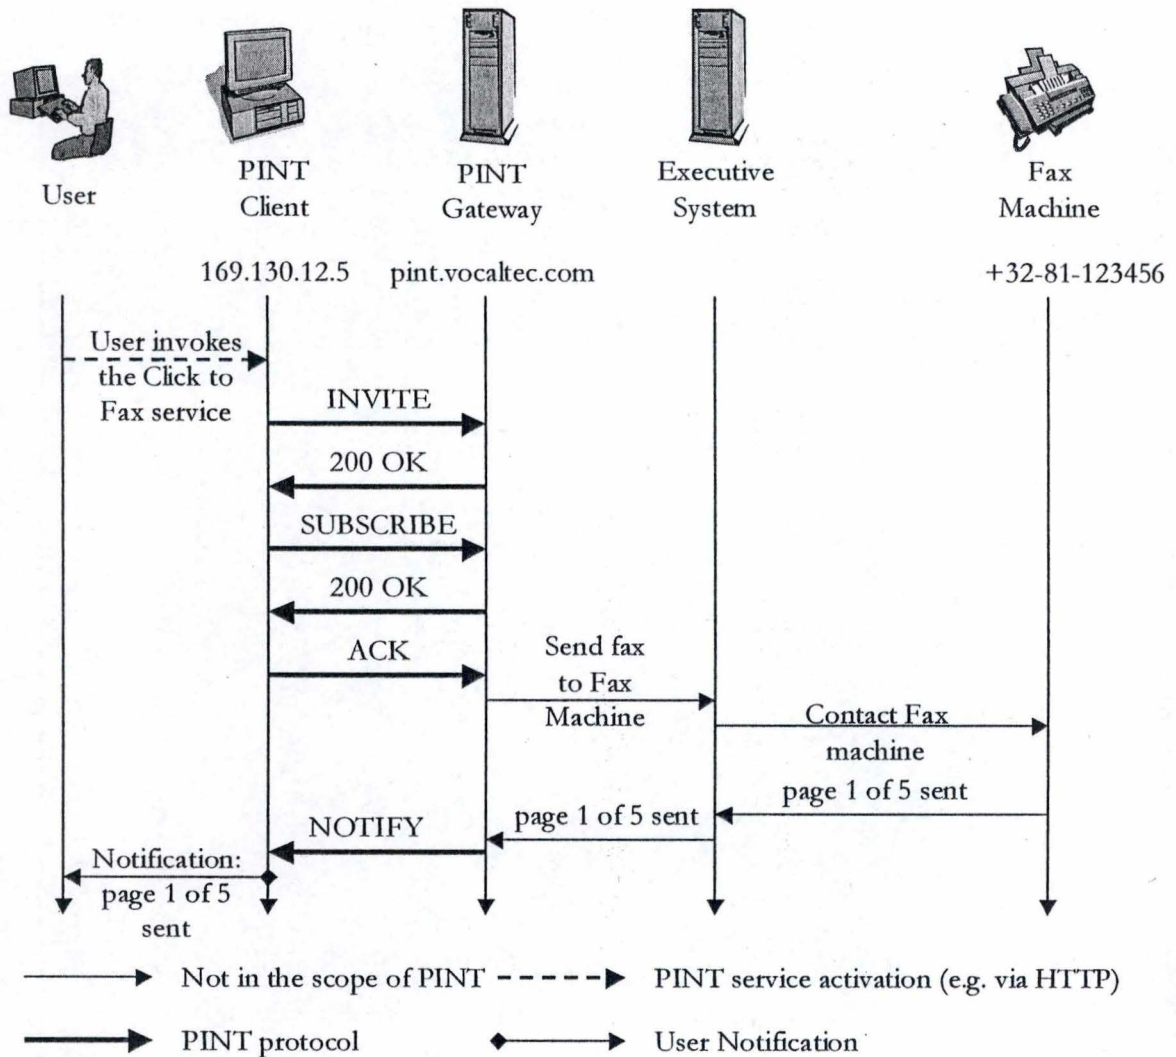 User
PINT
Client
PINT
Gateway
Executive
System
Fax
Machine
169.130.12.5
pint.vocaltec.com
+32-81-123456
User invokes
the Click to
Fax service
INVITE
200 OK
SUBSCRIBE
200 OK
ACK
Send fax
to Fax
Machine
Contact Fax
machine
page 1 of 5 sent
page 1 of 5 sent
NOTIFY
Notification:
page 1 of 5
sent
Not in the scope of PINT
PINT service activation (e.g. via HTTP)
PINT protocol
User Notification